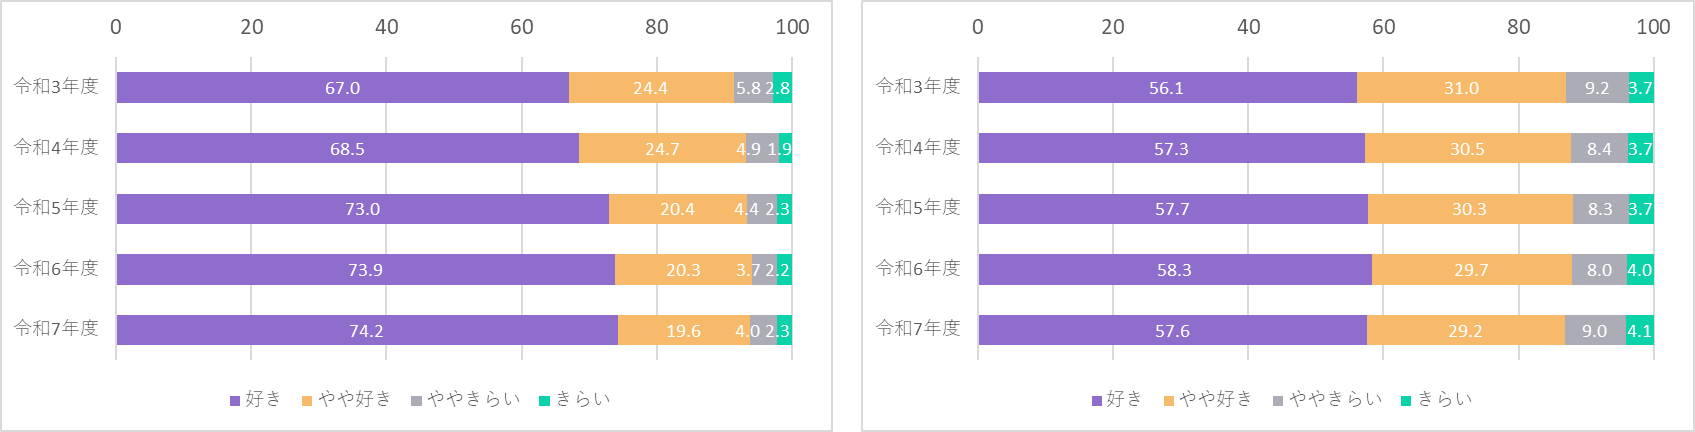 0 20 40 60 80 100
令和3年度 67.0 24.4 5.8 2.8
令和4年度 68.5 24.7 4.9 1.9
令和5年度 73.0 20.4 4.4 2.3
令和6年度 73.9 20.3 3.7 2.2
令和7年度 74.2 19.6 4.0 2.3
好き やや好き ややきらい きらい
0 20 40 60 80 100
令和3年度 56.1 31.0 9.2 3.7
令和4年度 57.3 30.5 8.4 3.7
令和5年度 57.7 30.3 8.3 3.7
令和6年度 58.3 29.7 8.0 4.0
令和7年度 57.6 29.2 9.0 4.1
好き やや好き ややきらい きらい